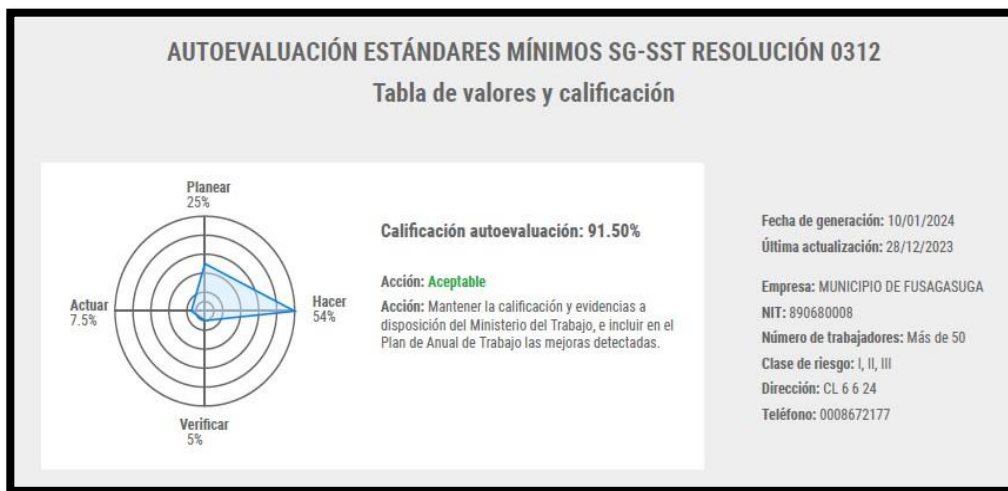 AUTOEVALUACIÓN ESTÁNDARES MÍNIMOS SG-SST RESOLUCIÓN 0312
Tabla de valores y calificación
Planear
25%
Actuar
7.5%
Hacer
54%
Verificar
5%
Calificación autoevaluación: 91.50%
Acción: Aceptable
Acción: Mantener la calificación y evidencias a
disposición del Ministerio del Trabajo, e incluir en el
Plan de Anual de Trabajo las mejoras detectadas.
Fecha de generación: 10/01/2024
Última actualización: 28/12/2023
Empresa: MUNICIPIO DE FUSAGASUGA
NIT: 890680008
Número de trabajadores: Más de 50
Clase de riesgo: I, II, III
Dirección: CL 6 6 24
Teléfono: 0008672177